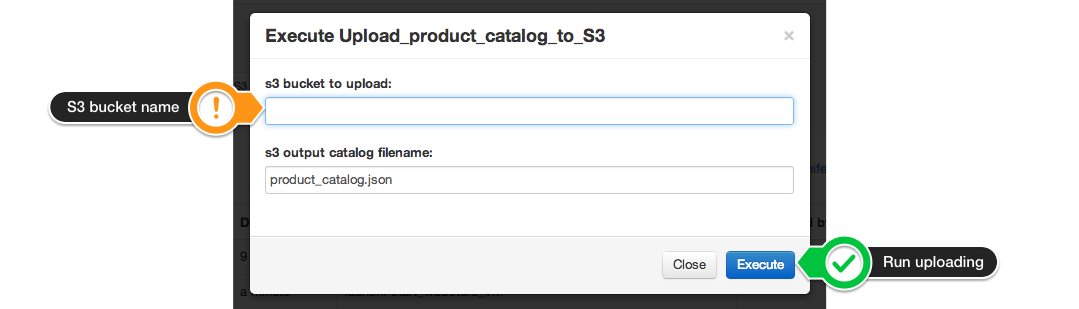 Execute Upload_product_catalog_to_S3
×
s3 bucket to upload:
S3 bucket name
!
s3 output catalog filename:
product_catalog.json
Close
Execute
Run uploading